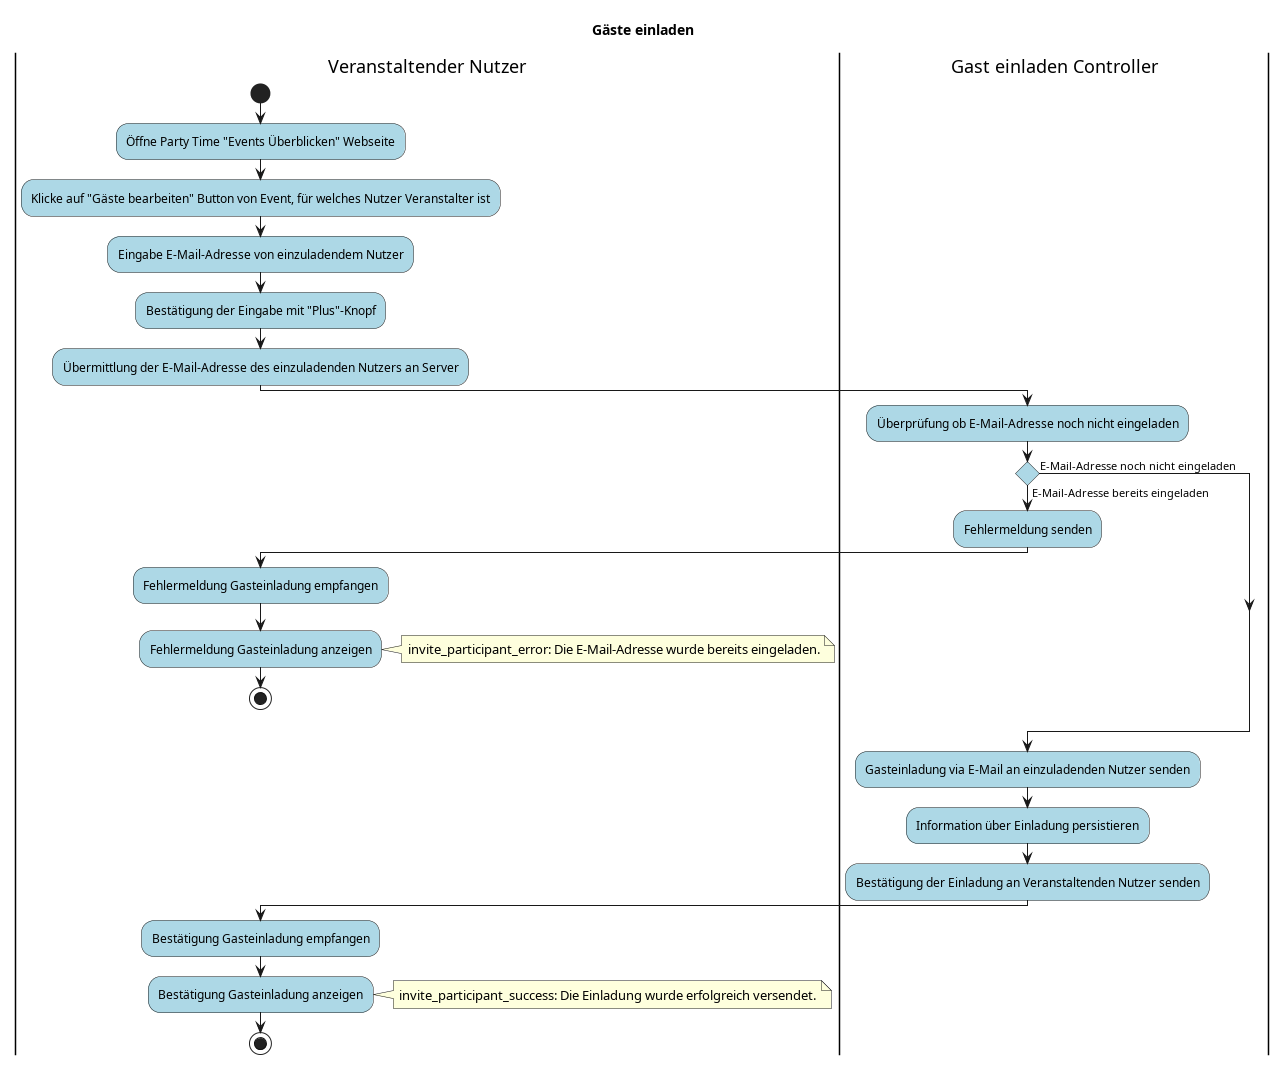 Gäste einladen
Veranstaltender Nutzer
Gast einladen Controller
Öffne Party Time "Events Überblicken" Webseite
Klicke auf "Gäste bearbeiten" Button von Event, für welches Nutzer Veranstalter ist
Eingabe E-Mail-Adresse von einzuladendem Nutzer
Bestätigung der Eingabe mit "Plus"-Knopf
Übermittlung der E-Mail-Adresse des einzuladenden Nutzers an Server
Überprüfung ob E-Mail-Adresse noch nicht eingeladen
E-Mail-Adresse noch nicht eingeladen
E-Mail-Adresse bereits eingeladen
Fehlermeldung senden
Fehlermeldung Gasteinladung empfangen
Fehlermeldung Gasteinladung anzeigen
invite_participant_error: Die E-Mail-Adresse wurde bereits eingeladen.
Gasteinladung via E-Mail an einzuladenden Nutzer senden
Information über Einladung persistieren
Bestätigung der Einladung an Veranstaltenden Nutzer senden
Bestätigung Gasteinladung empfangen
Bestätigung Gasteinladung anzeigen
invite_participant_success: Die Einladung wurde erfolgreich versendet.